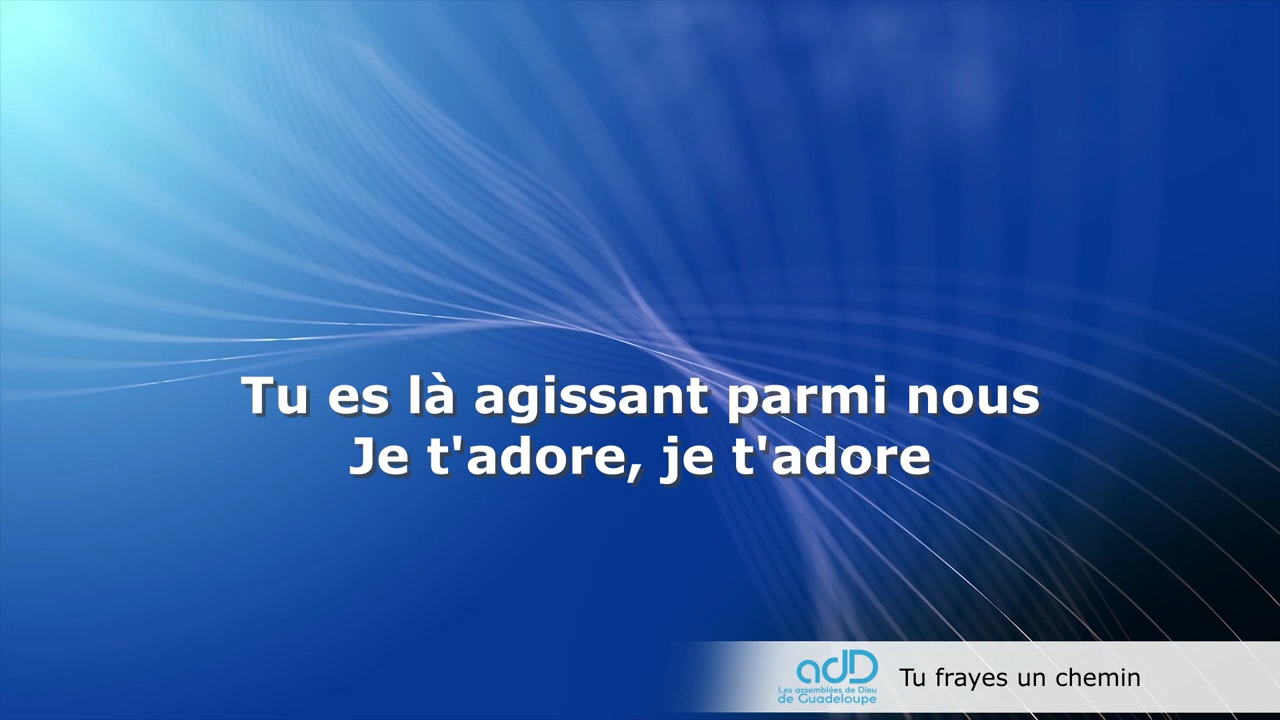 Tu es là agissant parmi nous
Je t'adore, je t'adore
adD
Les assemblées de Dieu
de Guadeloupe
Tu frayes un chemin